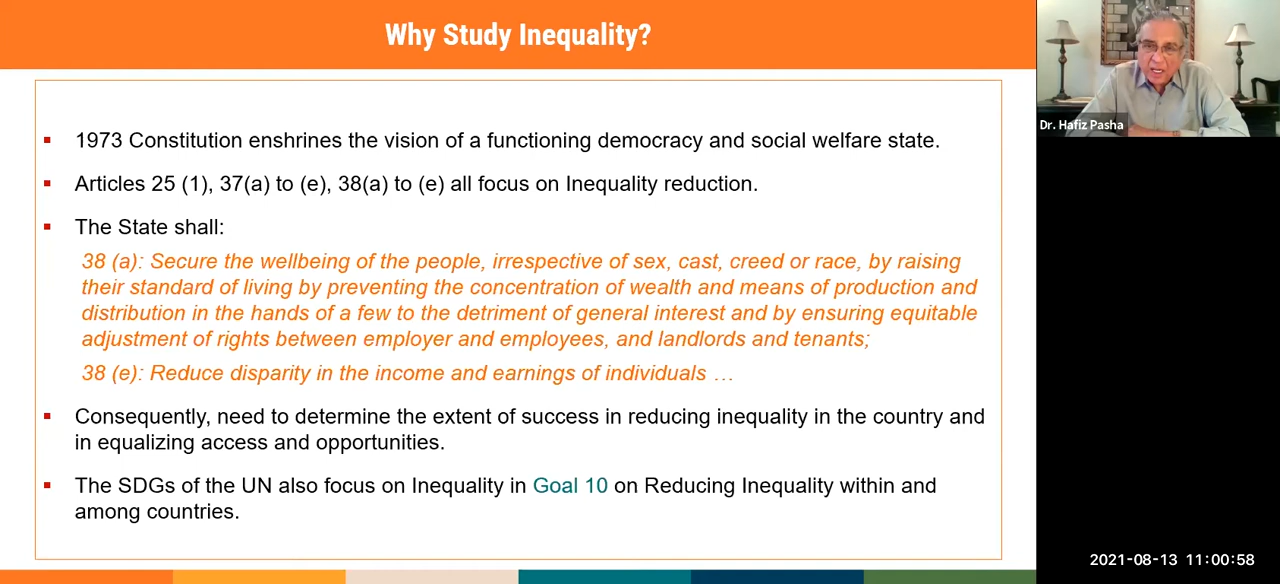 Why Study Inequality?
▪ 1973 Constitution enshrines the vision of a functioning democracy and social welfare state.
▪ Articles 25 (1), 37(a) to (e), 38(a) to (e) all focus on Inequality reduction.
▪ The State shall:
38 (a): Secure the wellbeing of the people, irrespective of sex, cast, creed or race, by raising
their standard of living by preventing the concentration of wealth and means of production and
distribution in the hands of a few to the detriment of general interest and by ensuring equitable
adjustment of rights between employer and employees, and landlords and tenants;
38 (e): Reduce disparity in the income and earnings of individuals …
▪ Consequently, need to determine the extent of success in reducing inequality in the country and
in equalizing access and opportunities.
▪ The SDGs of the UN also focus on Inequality in Goal 10 on Reducing Inequality within and
among countries.
Dr. Hafiz Pasha
2021-08-13 11:00:58